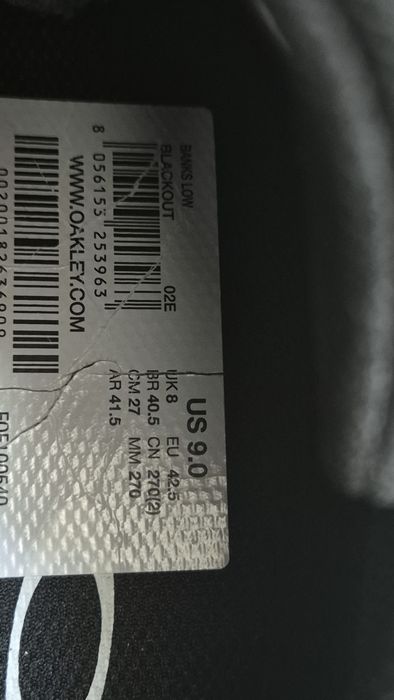 BANKS LOW
BLACKOUT 02E
8 056153 253963
WWW.OAKLEY.COM
US 9.0
UK 8 EU 42.5
BR 40.5 CN 270(2)
CM 27 MM 270
AR 41.5